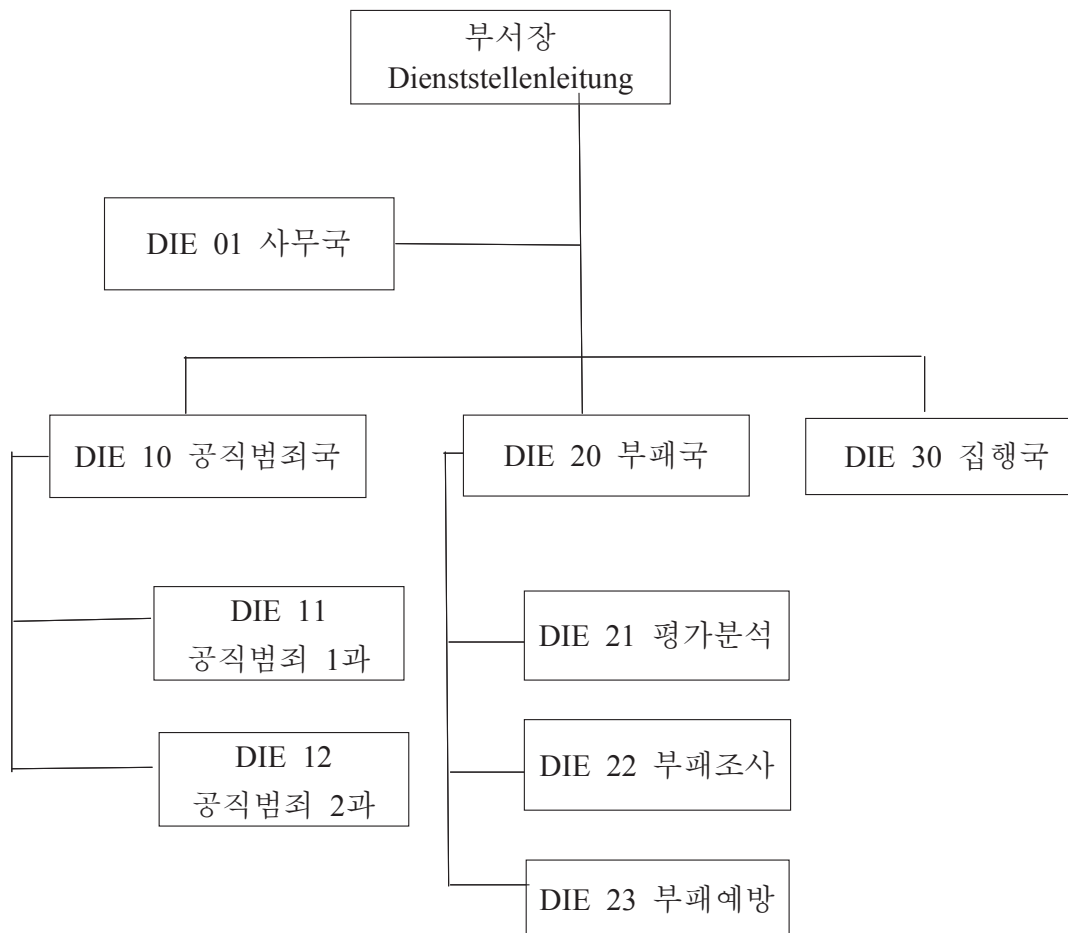 부서장
Dienststellenleitung
DIE 01 사무국
DIE 10 공직범죄국
DIE 20 부패국
DIE 30 집행국
DIE 11
공직범죄 1과
DIE 12
공직범죄 2과
DIE 21 평가분석
DIE 22 부패조사
DIE 23 부패예방